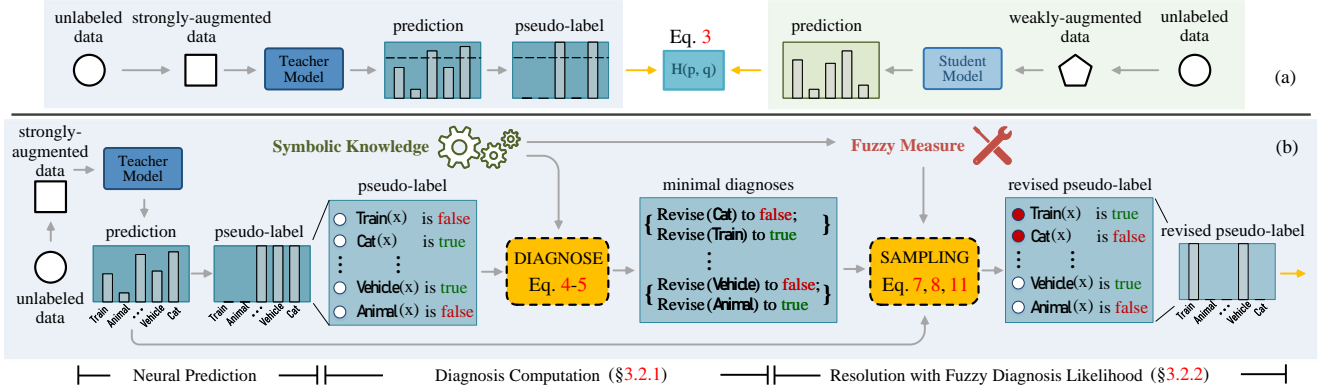 unlabeled
data
strongly-augmented
data
Teacher
Model
prediction
pseudo-label
Eq. 3
H(p, q)
prediction
Student
Model
weakly-augmented
data
unlabeled
data
(a)
strongly-
augmented
data
Teacher
Model
Symbolic Knowledge
Fuzzy Measure
(b)
prediction
Train
Animal
...
Vehicle
Cat
unlabeled
data
pseudo-label
Train
Animal
...
Vehicle
Cat
pseudo-label
Train(x) is false
Cat(x) is true
⋮ ⋮
Vehicle(x) is true
Animal(x) is false
DIAGNOSE
Eq. 4-5
minimal diagnoses
{ Revise(Cat) to false; }
Revise(Train) to true
⋮
{ Revise(Vehicle) to false; }
Revise(Animal) to true
SAMPLING
Eq. 7, 8, 11
revised pseudo-label
Train(x) is true
Cat(x) is false
⋮ ⋮
Vehicle(x) is true
Animal(x) is false
revised pseudo-label
Train
Animal
...
Vehicle
Cat
Neural Prediction
Diagnosis Computation (§3.2.1)
Resolution with Fuzzy Diagnosis Likelihood (§3.2.2)